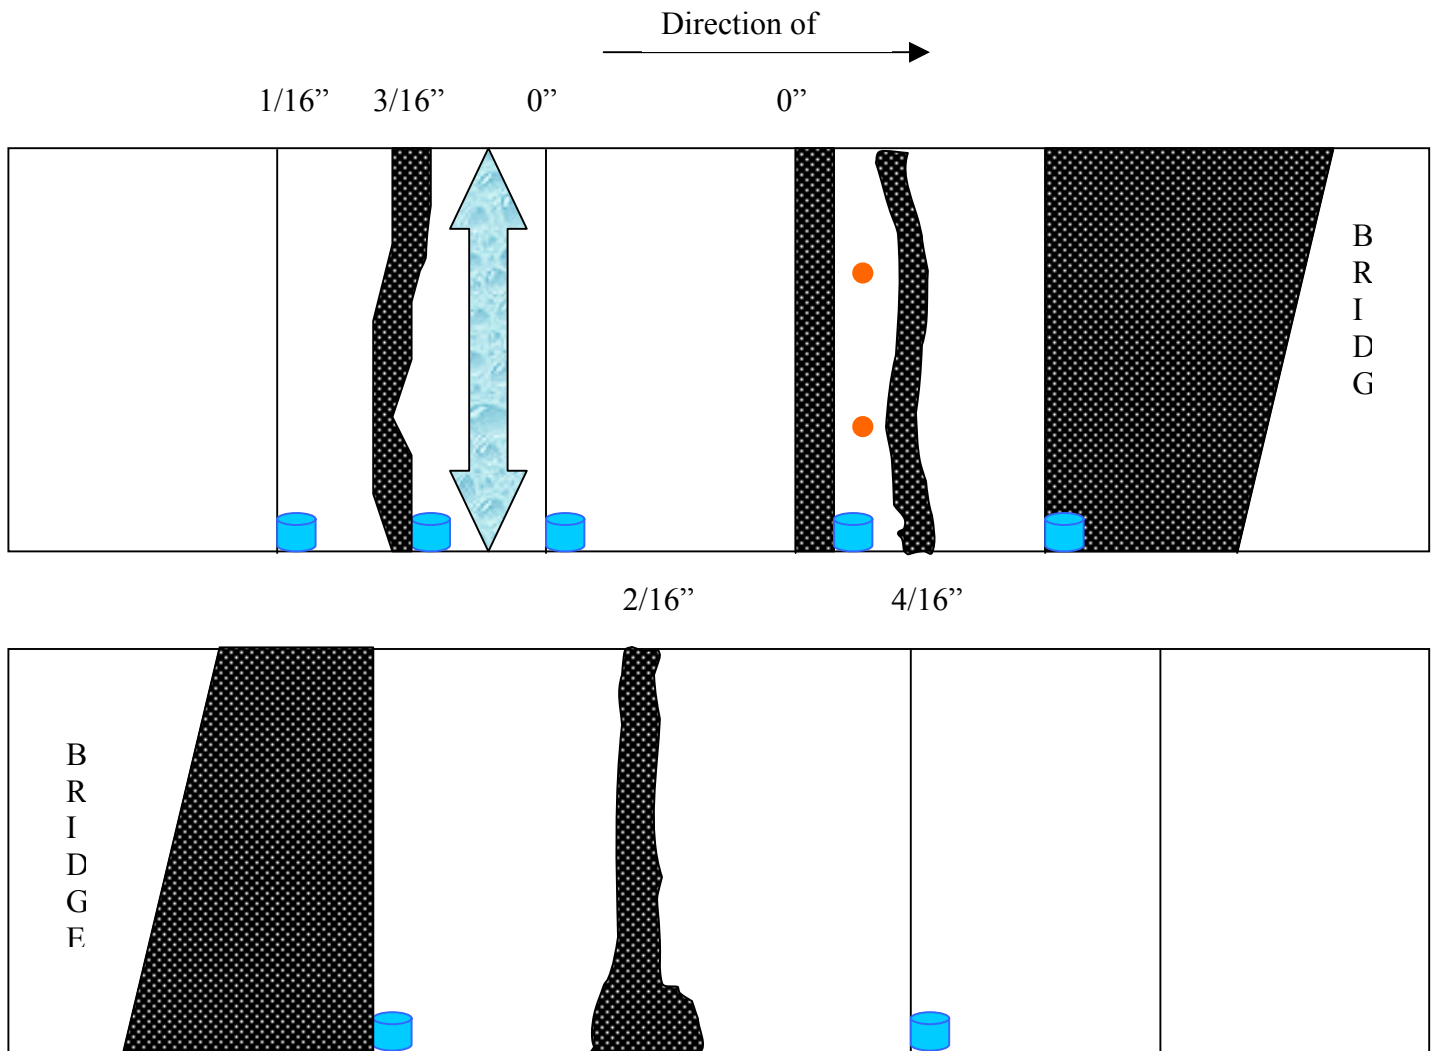 Direction of
1/16” 3/16” 0” 0”
B
R
I
D
G
2/16” 4/16”
B
R
I
D
G
E